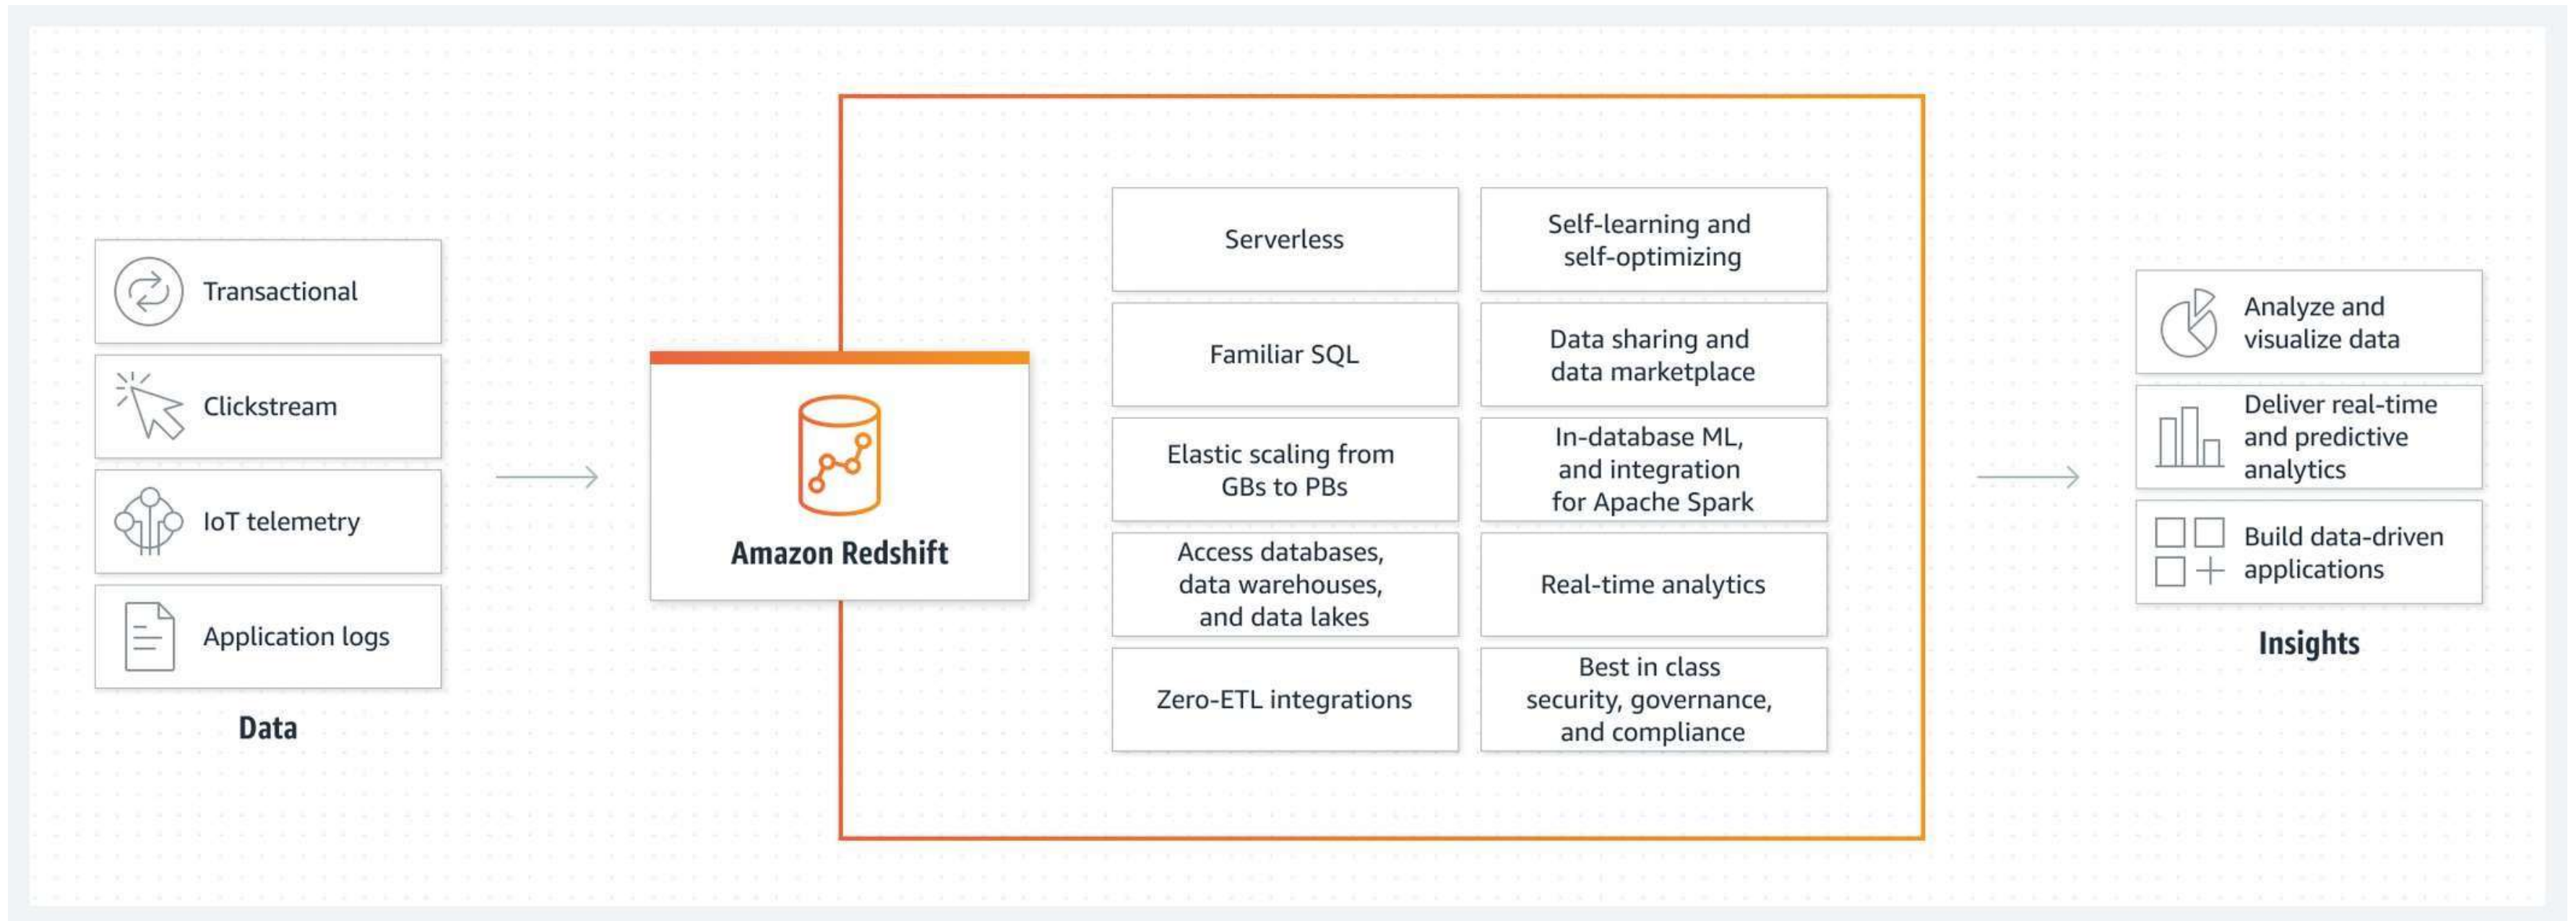 Transactional
Clickstream
IoT telemetry
Application logs
Data
Amazon Redshift
Serverless
Self-learning and
self-optimizing
Familiar SQL
Data sharing and
data marketplace
Elastic scaling from
GBs to PBs
In-database ML,
and integration
for Apache Spark
Access databases,
data warehouses,
and data lakes
Real-time analytics
Zero-ETL integrations
Best in class
security, governance,
and compliance
Analyze and
visualize data
Deliver real-time
and predictive
analytics
Build data-driven
applications
Insights